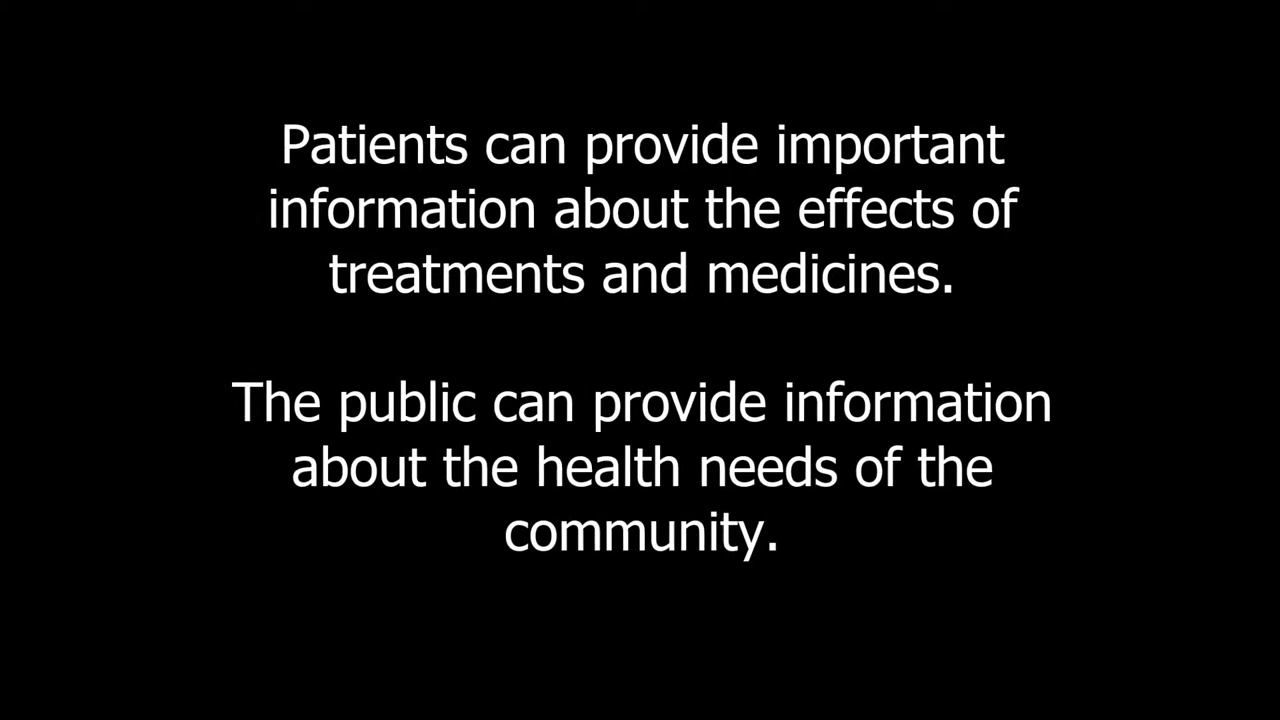 Patients can provide important
information about the effects of
treatments and medicines.
The public can provide information
about the health needs of the
community.